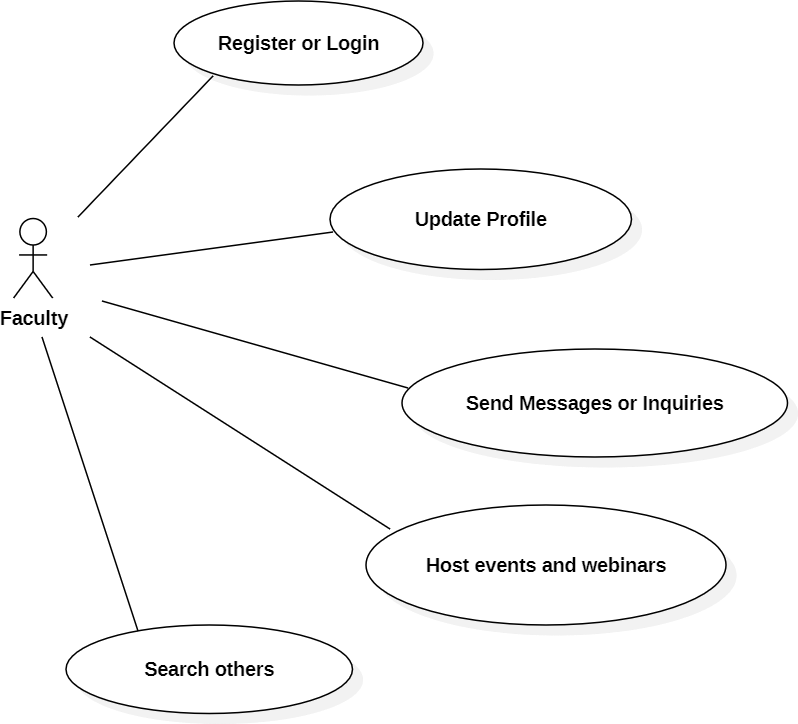 Register or Login
Update Profile
Faculty
Send Messages or Inquiries
Host events and webinars
Search others